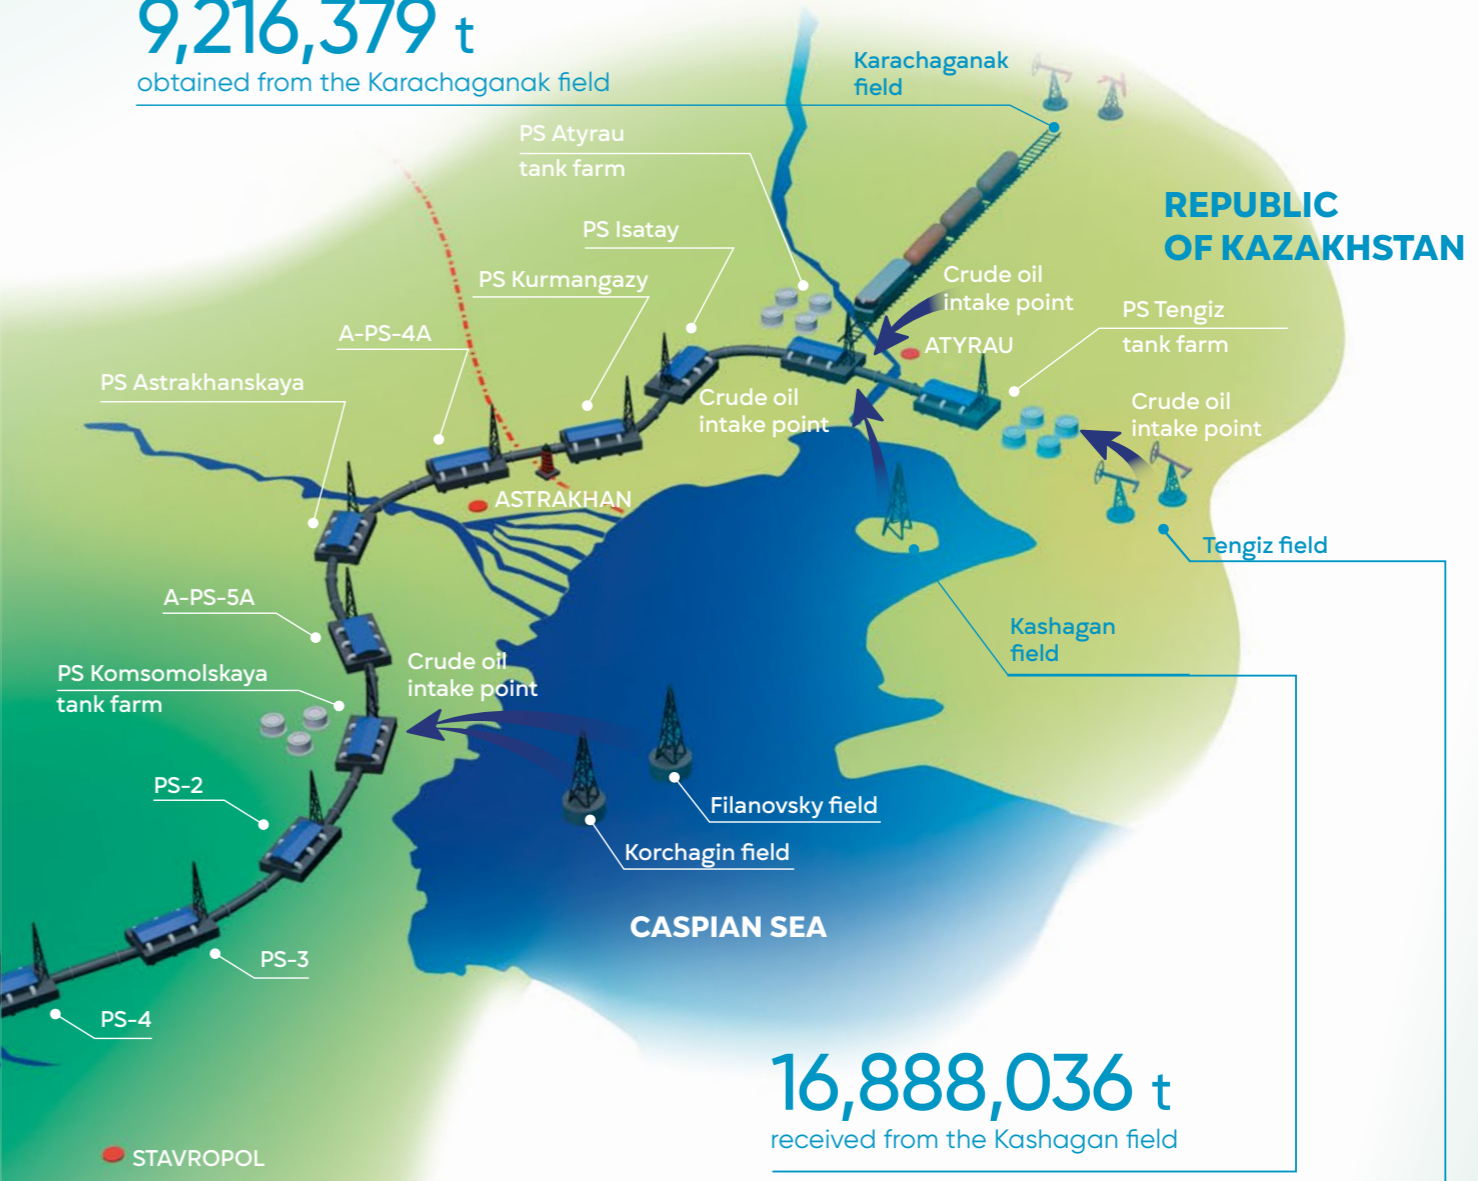 9,216,379 t
obtained from the Karachaganak field
Karachaganak
field
PS Atyrau
tank farm
REPUBLIC
OF KAZAKHSTAN
PS Isatay
PS Kurmangazy
Crude oil
intake point
PS Tengiz
tank farm
A-PS-4A
ATYRAU
PS Astrakhanskaya
Crude oil
intake point
Crude oil
intake point
ASTRAKHAN
Tengiz field
A-PS-5A
Kashagan
field
PS Komsomolskaya
tank farm
Crude oil
intake point
PS-2
Filanovsky field
Korchagin field
CASPIAN SEA
PS-3
PS-4
16,888,036 t
received from the Kashagan field
STAVROPOL